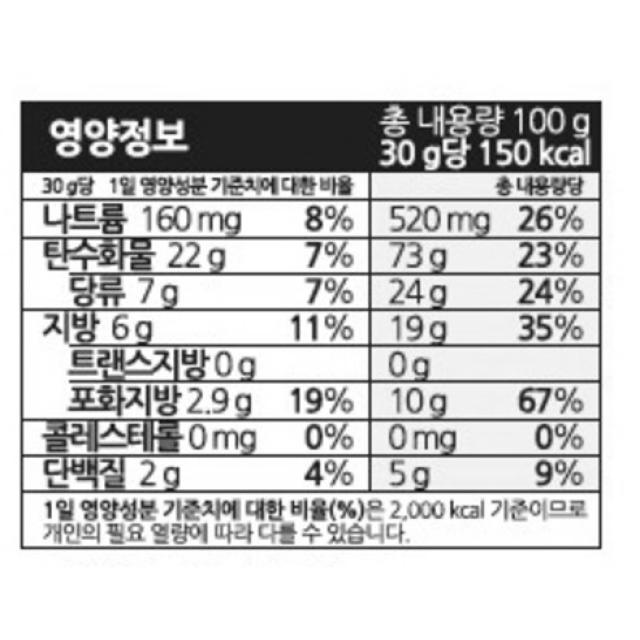 영양정보
총 내용량 100 g
30 g당 150 kcal
30 g당 1일 영양성분 기준치에 대한 비율 총 내용량당
나트륨 160 mg 8% 520 mg 26%
탄수화물 22 g 7% 73 g 23%
당류 7 g 7% 24 g 24%
지방 6 g 11% 19 g 35%
트랜스지방 0 g 0 g
포화지방 2.9 g 19% 10 g 67%
콜레스테롤 0 mg 0% 0 mg 0%
단백질 2 g 4% 5 g 9%
1일 영양성분 기준치에 대한 비율(%)은 2,000 kcal 기준이므로
개인의 필요 열량에 따라 다를 수 있습니다.